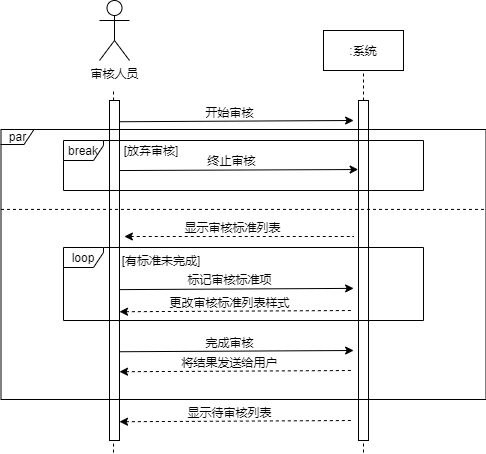 审核人员
:系统
开始审核
par
break
[放弃审核]
终止审核
显示审核标准列表
loop
[有标准未完成]
标记审核标准项
更改审核标准列表样式
完成审核
将结果发送给用户
显示待审核列表